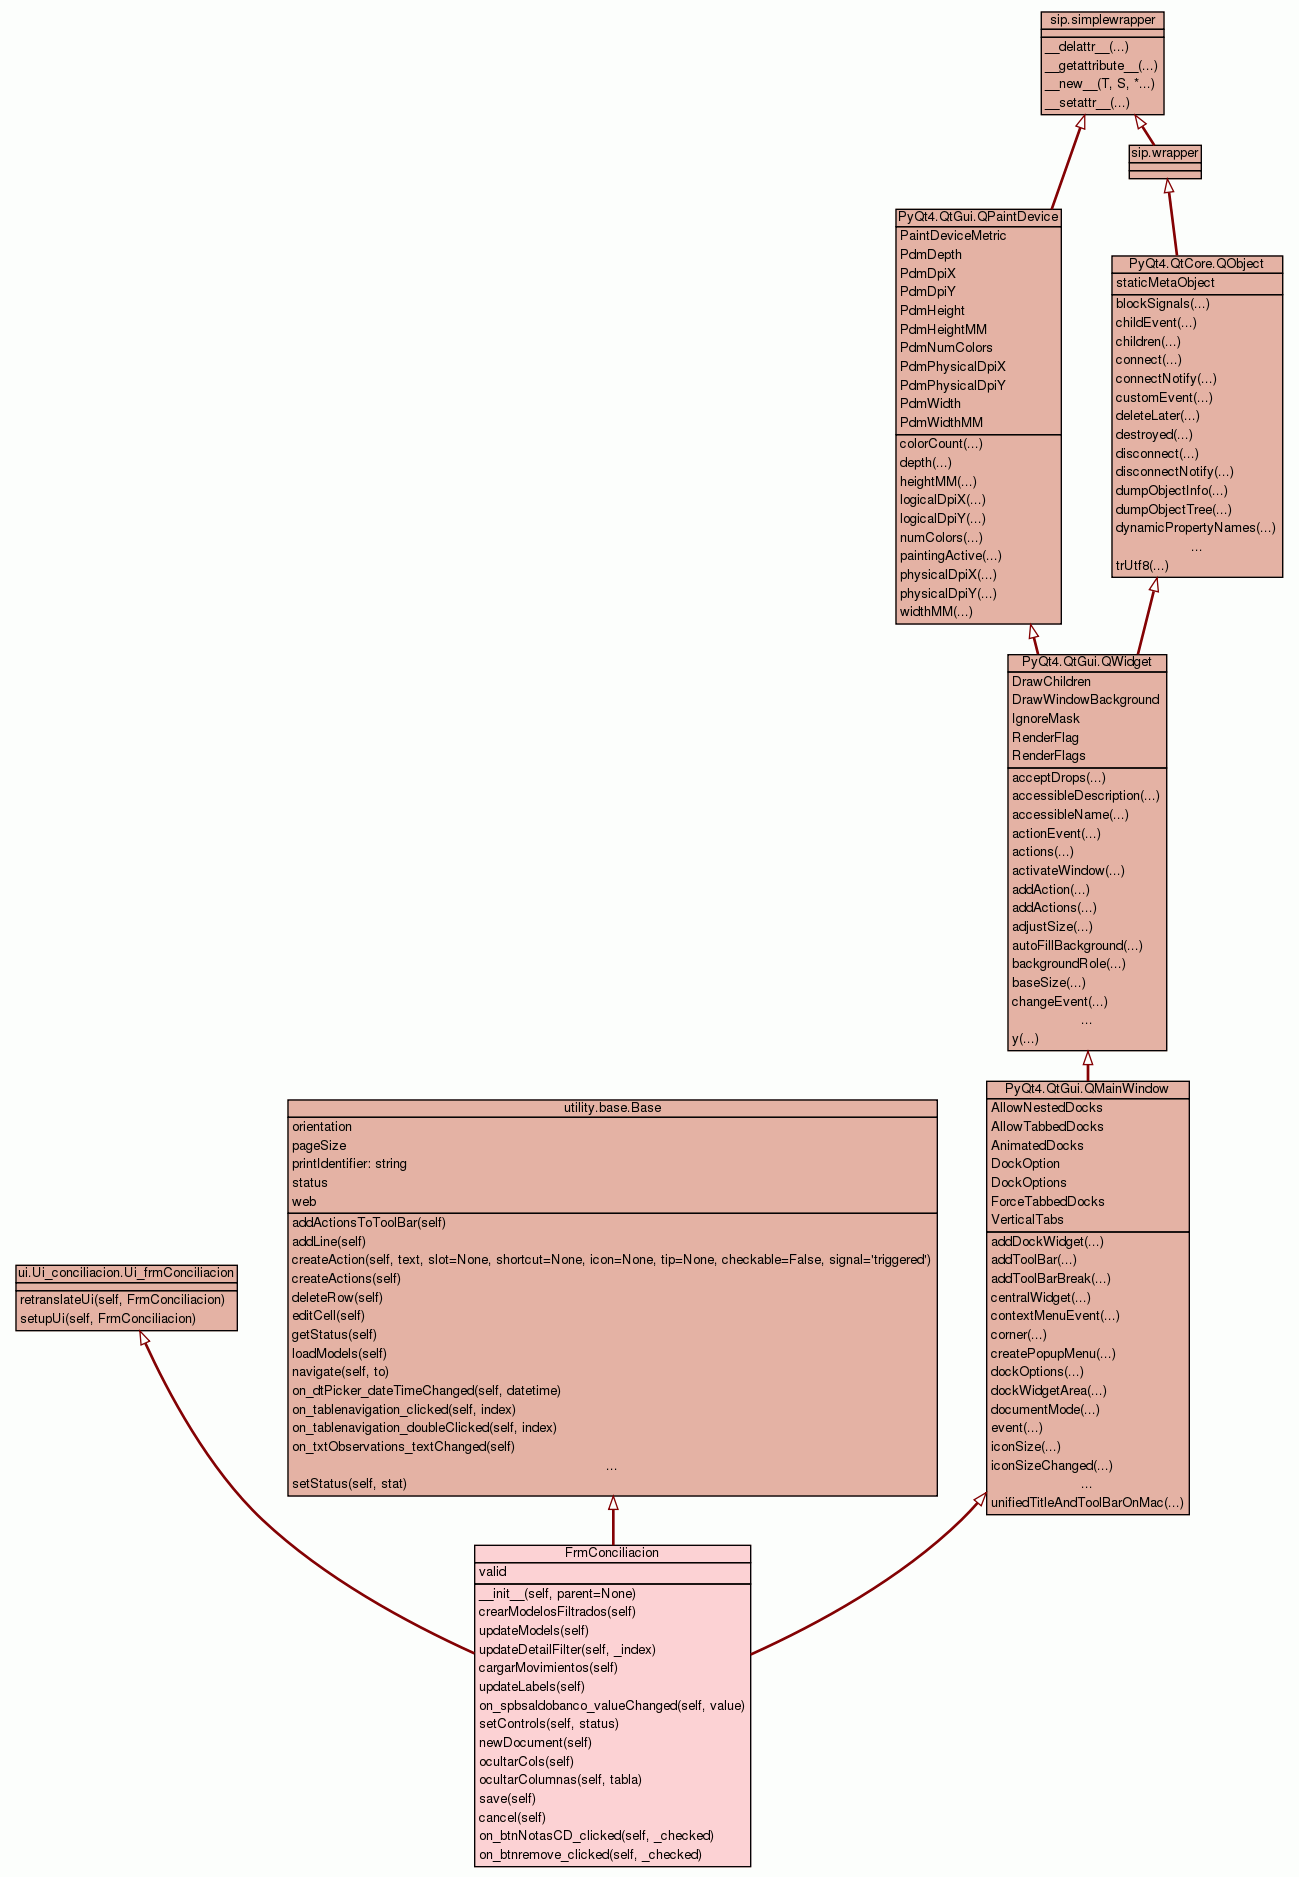 sip.simplewrapper
__delattr__(...)
__getattribute__(...)
__new__(T, S, *...)
__setattr__(...)
sip.wrapper
PyQt4.QtGui.QPaintDevice
PaintDeviceMetric
PdmDepth
PdmDpiX
PdmDpiY
PdmHeight
PdmHeightMM
PdmNumColors
PdmPhysicalDpiX
PdmPhysicalDpiY
PdmWidth
PdmWidthMM
colorCount(...)
depth(...)
heightMM(...)
logicalDpiX(...)
logicalDpiY(...)
numColors(...)
paintingActive(...)
physicalDpiX(...)
physicalDpiY(...)
widthMM(...)
PyQt4.QtCore.QObject
staticMetaObject
blockSignals(...)
childEvent(...)
children(...)
connect(...)
connectNotify(...)
customEvent(...)
deleteLater(...)
destroyed(...)
disconnect(...)
disconnectNotify(...)
dumpObjectInfo(...)
dumpObjectTree(...)
dynamicPropertyNames(...)
...
trUtf8(...)
PyQt4.QtGui.QWidget
DrawChildren
DrawWindowBackground
IgnoreMask
RenderFlag
RenderFlags
acceptDrops(...)
accessibleDescription(...)
accessibleName(...)
actionEvent(...)
actions(...)
activateWindow(...)
addAction(...)
addActions(...)
adjustSize(...)
autoFillBackground(...)
backgroundRole(...)
baseSize(...)
changeEvent(...)
...
y(...)
PyQt4.QtGui.QMainWindow
AllowNestedDocks
AllowTabbedDocks
AnimatedDocks
DockOption
DockOptions
ForceTabbedDocks
VerticalTabs
addDockWidget(...)
addToolBar(...)
addToolBarBreak(...)
centralWidget(...)
contextMenuEvent(...)
corner(...)
createPopupMenu(...)
dockOptions(...)
dockWidgetArea(...)
documentMode(...)
event(...)
iconSize(...)
iconSizeChanged(...)
...
unifiedTitleAndToolBarOnMac(...)
utility.base.Base
orientation
pageSize
printIdentifier: string
status
web
addActionsToToolBar(self)
addLine(self)
createAction(self, text, slot=None, shortcut=None, icon=None, tip=None, checkable=False, signal='triggered')
createActions(self)
deleteRow(self)
editCell(self)
getStatus(self)
loadModels(self)
navigate(self, to)
on_dtPicker_dateTimeChanged(self, datetime)
on_tablenavigation_clicked(self, index)
on_tablenavigation_doubleClicked(self, index)
on_txtObservations_textChanged(self)
...
setStatus(self, stat)
ui.Ui_conciliacion.Ui_frmConciliacion
retranslateUi(self, FrmConciliacion)
setupUi(self, FrmConciliacion)
FrmConciliacion
valid
__init__(self, parent=None)
crearModelosFiltrados(self)
updateModels(self)
updateDetailFilter(self, _index)
cargarMovimientos(self)
updateLabels(self)
on_spbsaldobanco_valueChanged(self, value)
setControls(self, status)
newDocument(self)
ocultarCols(self)
ocultarColumnas(self, tabla)
save(self)
cancel(self)
on_btnNotasCD_clicked(self, _checked)
on_btnremove_clicked(self, _checked)